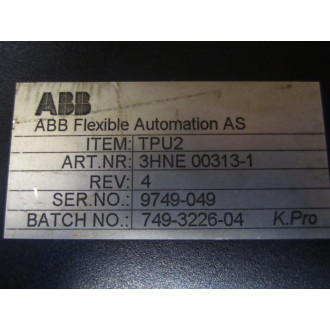 ABB
ABB Flexible Automation AS
ITEM: TPU2
ART.NR: 3HNE 00313-1
REV: 4
SER.NO.: 9749-049
BATCH NO.: 749-3226-04 K.Pro